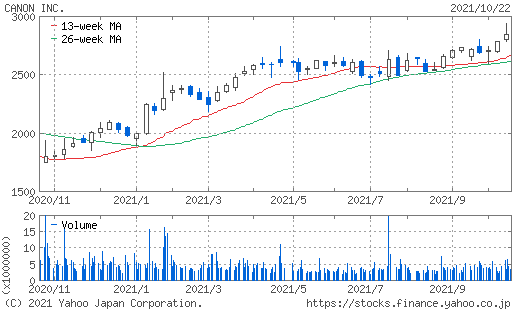 CANON INC. 2021/10/22
13-week MA
26-week MA
3000
2500
2000
1500
2020/11 2021/1 2021/3 2021/5 2021/7 2021/9
Volume
20
15
10
5
0
(x1000000)
2020/11 2021/1 2021/3 2021/5 2021/7 2021/9
(C) 2021 Yahoo Japan Corporation. https://stocks.finance.yahoo.co.jp/